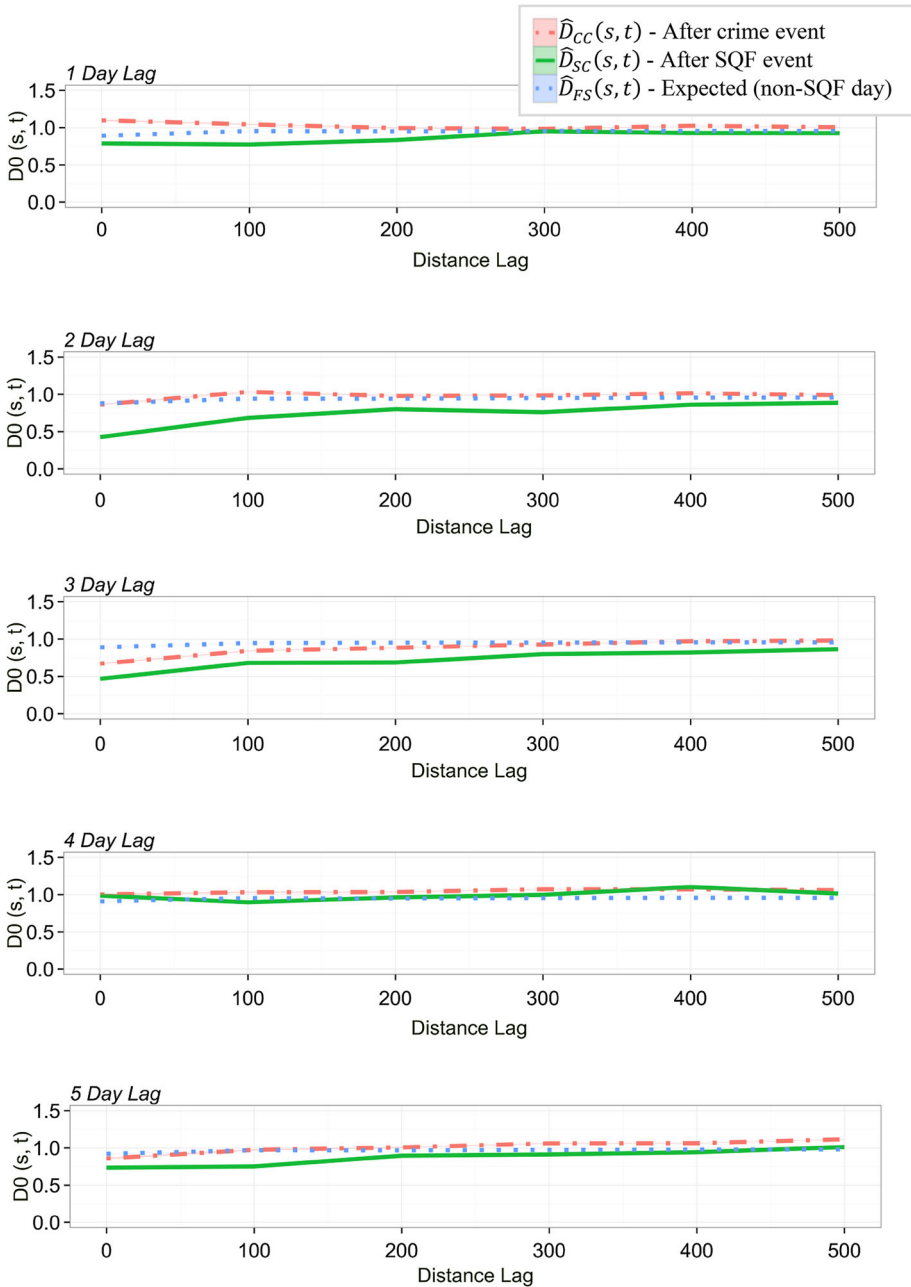 D̂CC(s, t) - After crime event
D̂SC(s, t) - After SQF event
D̂FS(s, t) - Expected (non-SQF day)
1 Day Lag
1.5
1.0
0.5
0.0
D0 (s, t)
0 100 200 300 400 500
Distance Lag
2 Day Lag
1.5
1.0
0.5
0.0
D0 (s, t)
0 100 200 300 400 500
Distance Lag
3 Day Lag
1.5
1.0
0.5
0.0
D0 (s, t)
0 100 200 300 400 500
Distance Lag
4 Day Lag
1.5
1.0
0.5
0.0
D0 (s, t)
0 100 200 300 400 500
Distance Lag
5 Day Lag
1.5
1.0
0.5
0.0
D0 (s, t)
0 100 200 300 400 500
Distance Lag